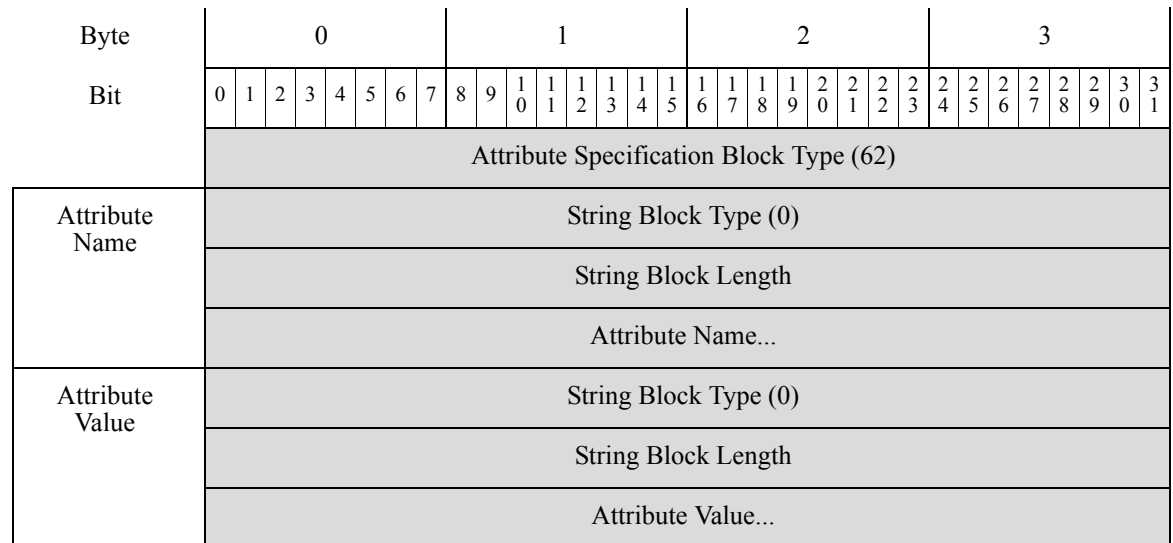 Byte 0 1 2 3
Bit 0 1 2 3 4 5 6 7 8 9 10 11 12 13 14 15 16 17 18 19 20 21 22 23 24 25 26 27 28 29 30 31
Attribute Specification Block Type (62)
Attribute
Name
String Block Type (0)
String Block Length
Attribute Name...
Attribute
Value
String Block Type (0)
String Block Length
Attribute Value...